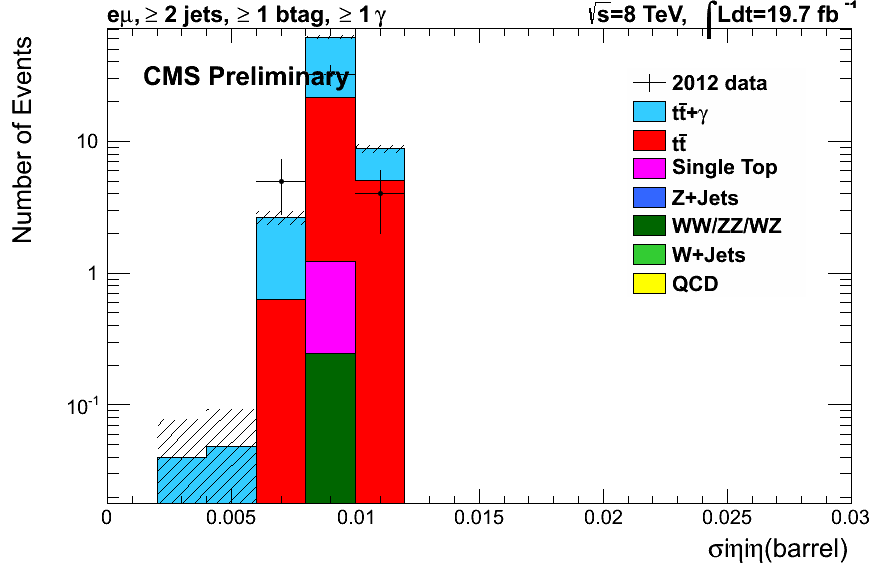 eμ, ≥ 2 jets, ≥ 1 btag, ≥ 1 γ
√s=8 TeV, ∫Ldt=19.7 fb⁻¹
CMS Preliminary
2012 data
tt̄+γ
tt̄
Single Top
Z+Jets
WW/ZZ/WZ
W+Jets
QCD
Number of Events
10
1
10⁻¹
0 0.005 0.01 0.015 0.02 0.025 0.03
σiηiη(barrel)